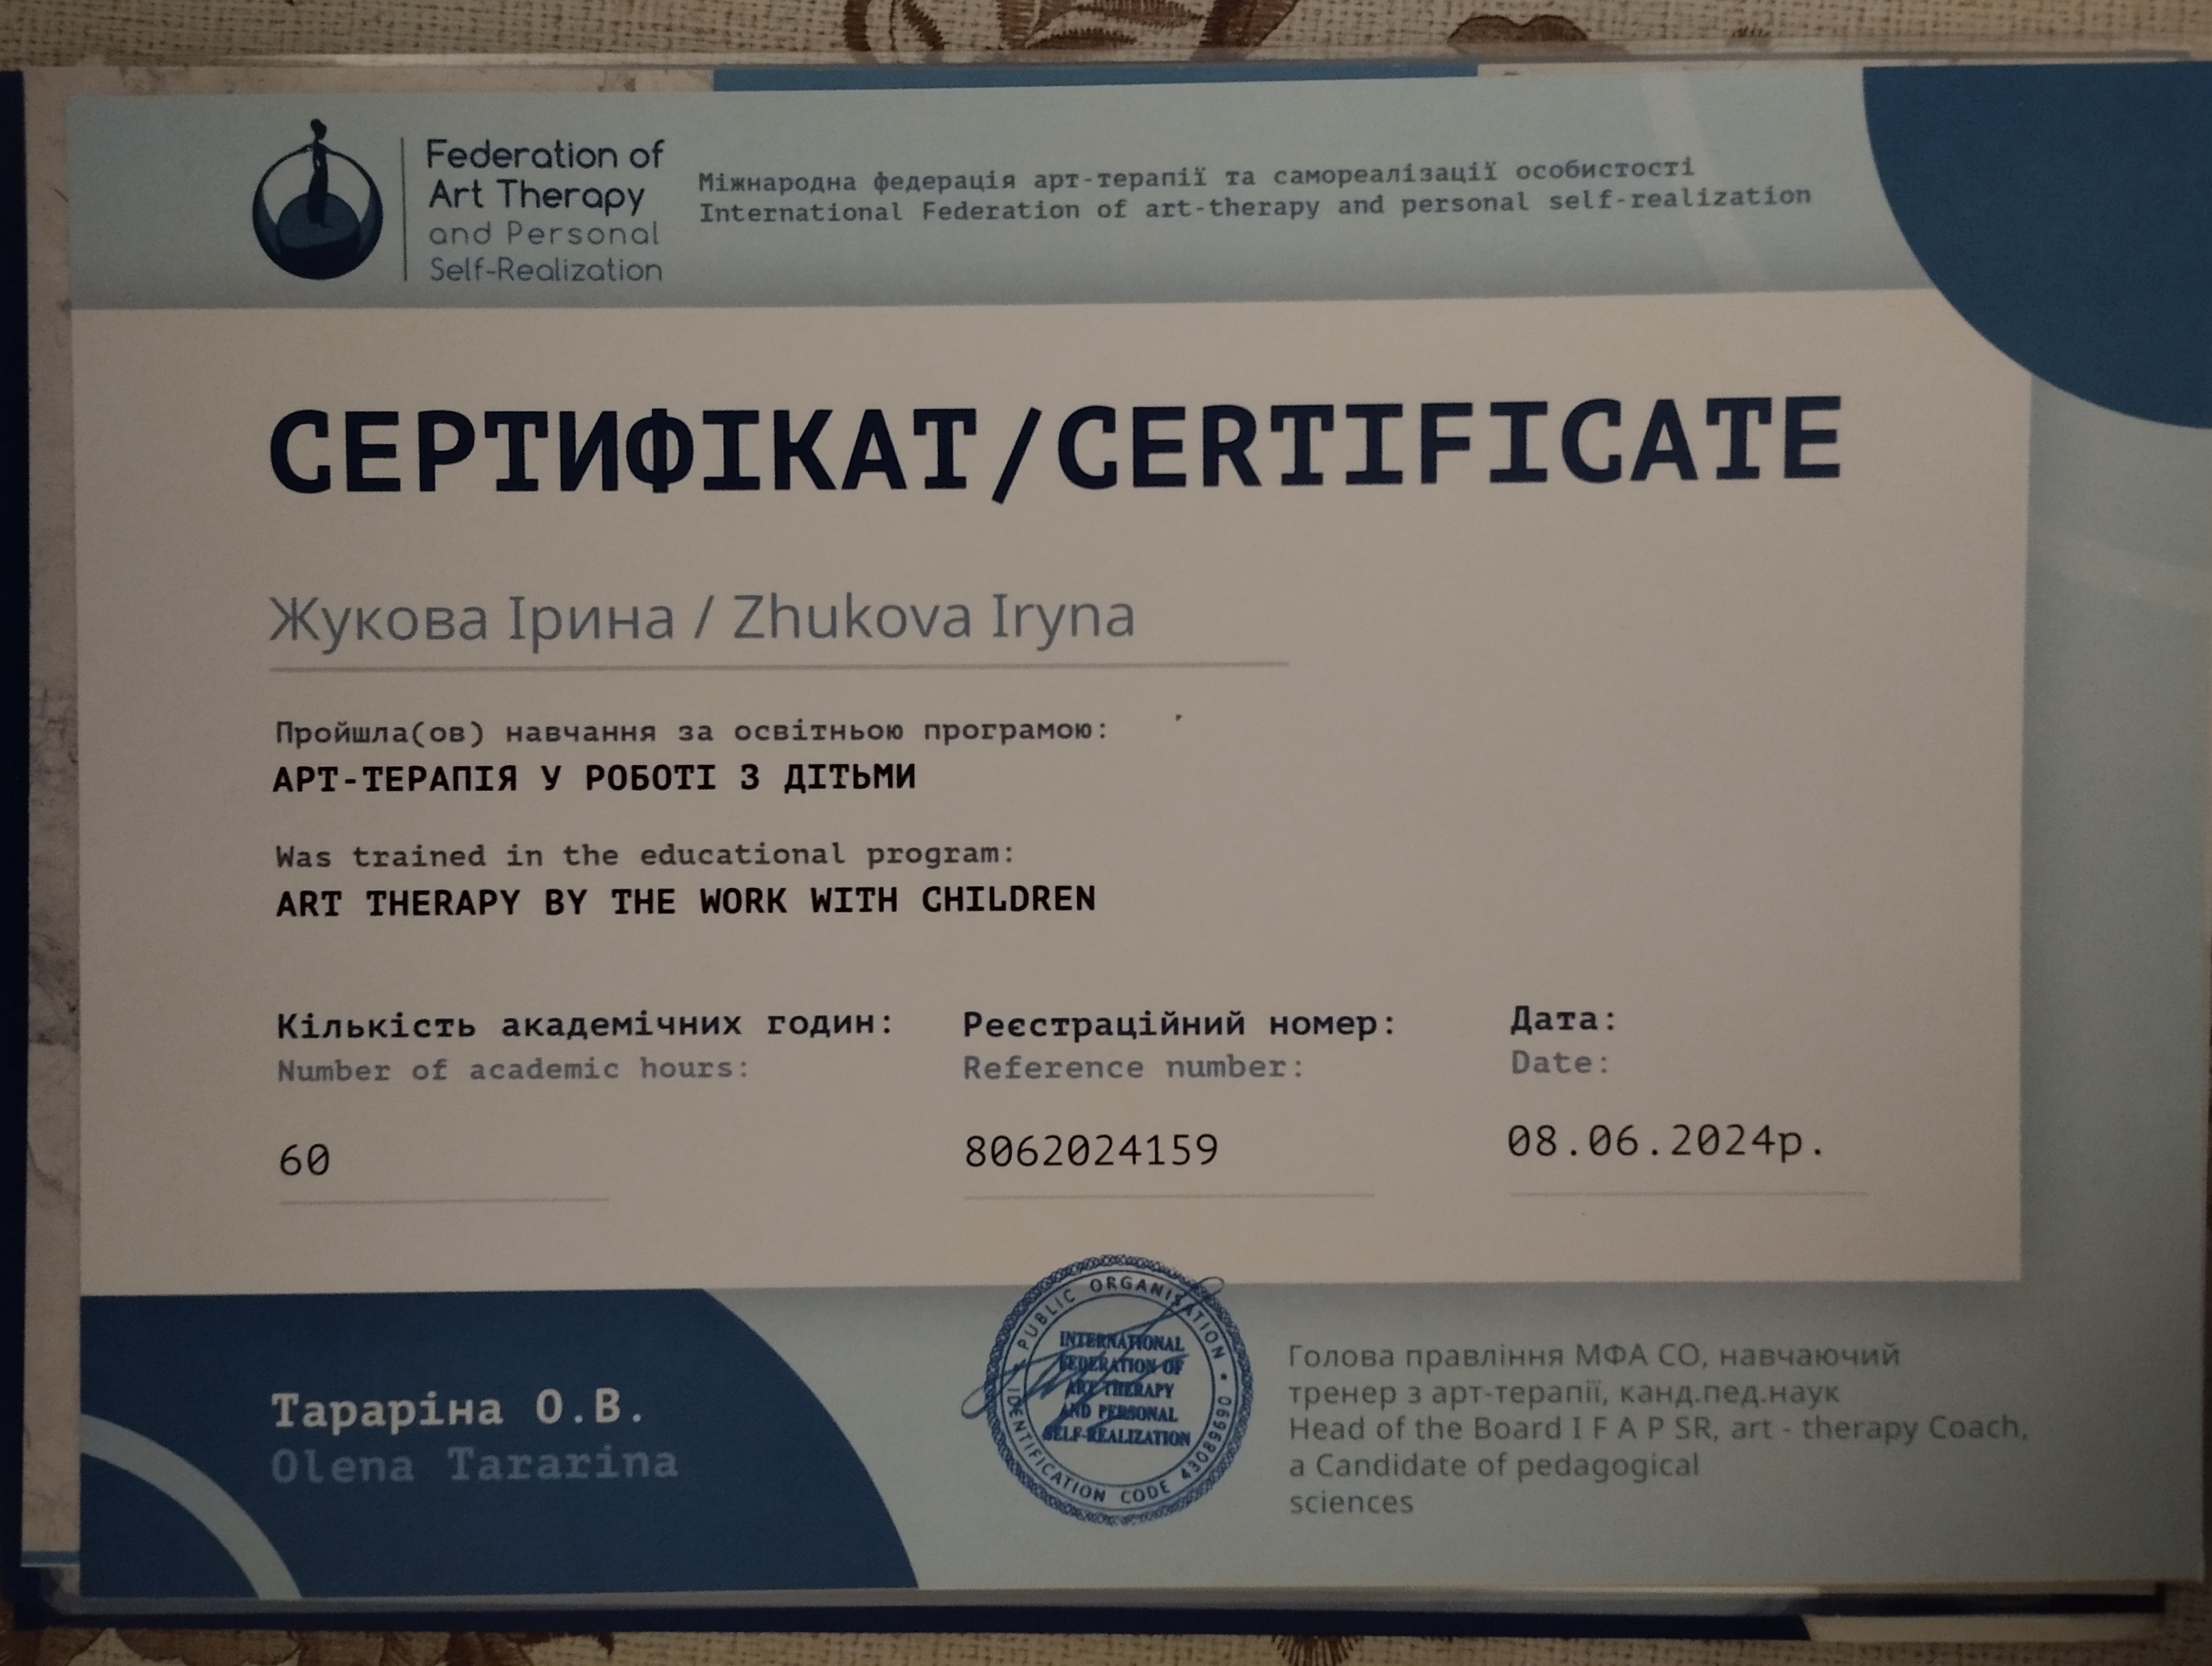 Federation of
Art Therapy
and Personal
Self-Realization
Міжнародна федерація арт-терапії та самореалізації особистості
International Federation of art-therapy and personal self-realization
СЕРТИФІКАТ/CERTIFICATE
Жукова Ірина / Zhukova Iryna
Пройшла(ов) навчання за освітньою програмою:
АРТ-ТЕРАПІЯ У РОБОТІ З ДІТЬМИ
Was trained in the educational program:
ART THERAPY BY THE WORK WITH CHILDREN
Кількість академічних годин:
Number of academic hours:
60
Реєстраційний номер:
Reference number:
8062024159
Дата:
Date:
08.06.2024р.
Тараріна О.В.
Olena Tararina
PUBLIC ORGANISATION
INTERNATIONAL
FEDERATION OF
ART THERAPY
AND PERSONAL
SELF-REALIZATION
IDENTIFICATION CODE 43089690
Голова правління МФА СО, навчаючий
тренер з арт-терапії, канд.пед.наук
Head of the Board I F A P SR, art - therapy Coach,
a Candidate of pedagogical
sciences